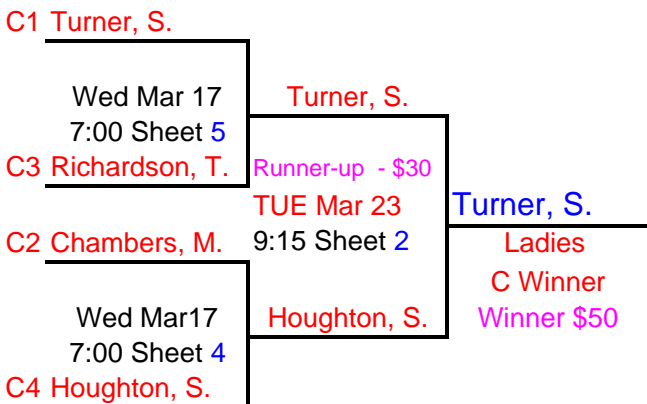 C1 Turner, S.
Wed Mar 17
7:00 Sheet 5
Turner, S.
C3 Richardson, T.
Runner-up - $30
TUE Mar 23
9:15 Sheet 2
Turner, S.
Ladies
C Winner
Winner $50
C2 Chambers, M.
Wed Mar17
7:00 Sheet 4
Houghton, S.
C4 Houghton, S.